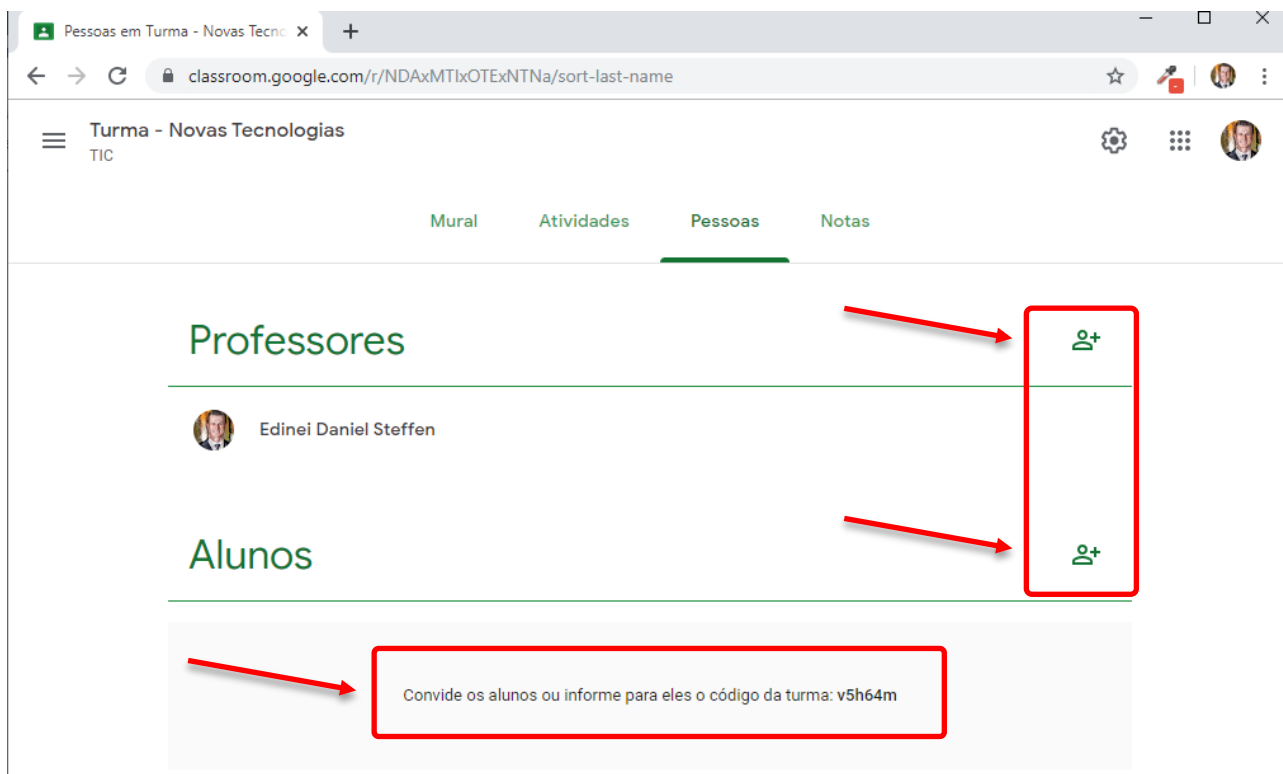 Pessoas em Turma - Novas Tecno
classroom.google.com/r/NDAxMTIxOTExNTNa/sort-last-name
Turma - Novas Tecnologias
TIC
Mural Atividades Pessoas Notas
Professores
Edinei Daniel Steffen
Alunos
Convide os alunos ou informe para eles o código da turma: v5h64m